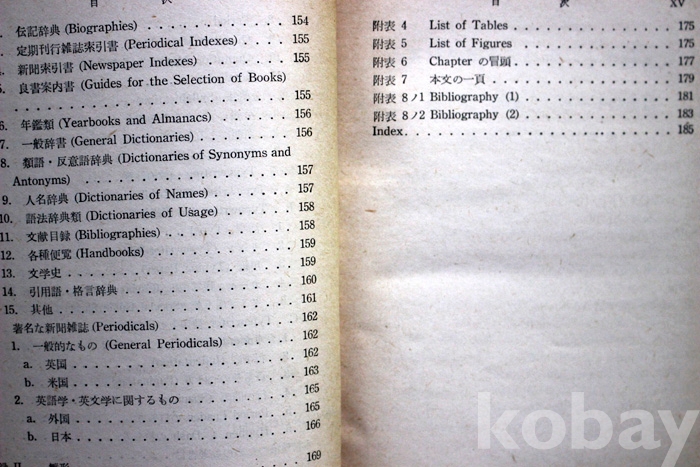 目 次
伝記辞典 (Biographies) 154
定期刊行雑誌索引書 (Periodical Indexes) 155
新聞索引書 (Newspaper Indexes) 155
良書案内書 (Guides for the Selection of Books)
155
6. 年鑑類 (Yearbooks and Almanacs) 156
7. 一般辞書 (General Dictionaries) 156
8. 類語・反意語辞典 (Dictionaries of Synonyms and
Antonyms) 157
9. 人名辞典 (Dictionaries of Names) 157
10. 語法辞典類 (Dictionaries of Usage) 158
11. 文献目録 (Bibliographies) 158
12. 各種便覧 (Handbooks) 159
13. 文学史 159
14. 引用語・格言辞典 160
15. 其他 161
著名な新聞雑誌 (Periodicals) 162
1. 一般的なもの (General Periodicals) 162
a. 英国 162
b. 米国 163
2. 英語学・英文学に関するもの 165
a. 外国 165
b. 日本 166
169
目 次 XV
附表 4 List of Tables 175
附表 5 List of Figures 175
附表 6 Chapter の冒頭 177
附表 7 本文の一頁 179
附表 8ノ1 Bibliography (1) 181
附表 8ノ2 Bibliography (2) 183
Index 185
kobay